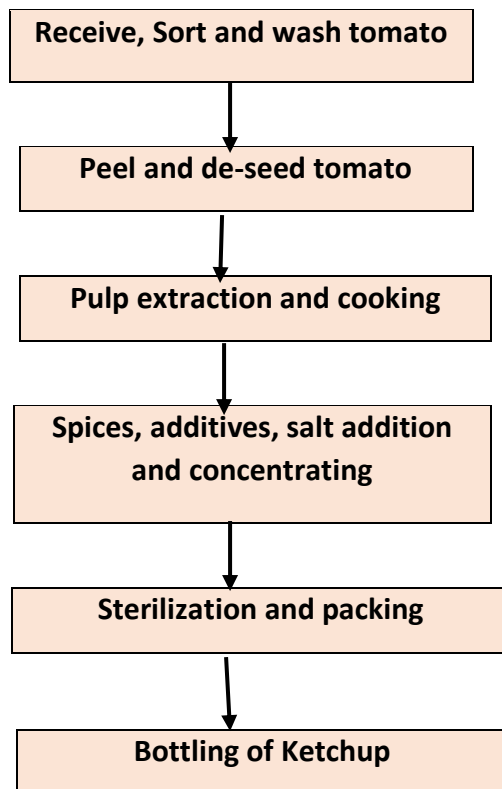 Receive, Sort and wash tomato
Peel and de-seed tomato
Pulp extraction and cooking
Spices, additives, salt addition
and concentrating
Sterilization and packing
Bottling of Ketchup